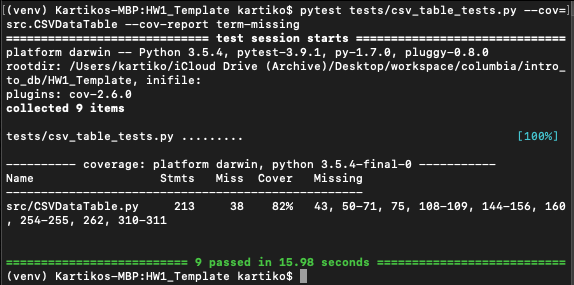 (venv) Kartikos-MBP:HW1_Template kartiko$ pytest tests/csv_table_tests.py --cov=
src.CSVDataTable --cov-report term-missing
============================= test session starts ==============================
platform darwin -- Python 3.5.4, pytest-3.9.1, py-1.7.0, pluggy-0.8.0
rootdir: /Users/kartiko/iCloud Drive (Archive)/Desktop/workspace/columbia/intro_
to_db/HW1_Template, inifile:
plugins: cov-2.6.0
collected 9 items
tests/csv_table_tests.py ......... [100%]
---------- coverage: platform darwin, python 3.5.4-final-0 -----------
Name Stmts Miss Cover Missing
---------------------------------------------------
src/CSVDataTable.py 213 38 82% 43, 50-71, 75, 108-109, 144-156, 160
, 254-255, 262, 310-311
========================== 9 passed in 15.98 seconds ===========================
(venv) Kartikos-MBP:HW1_Template kartiko$